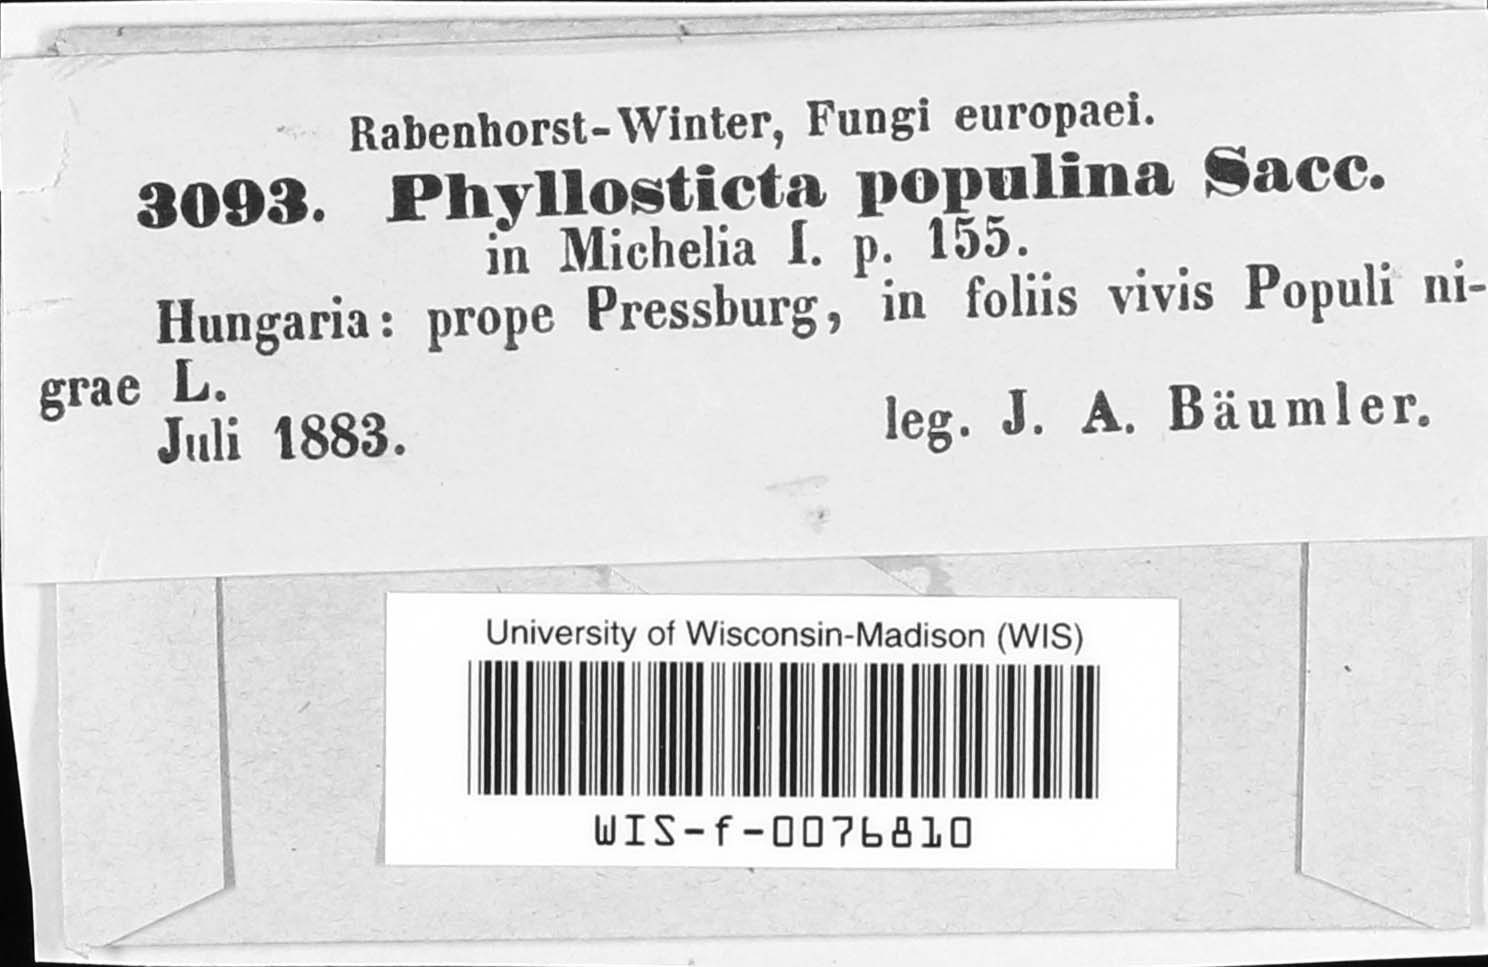 Rabenhorst-Winter, Fungi europaei.
3093. Phyllosticta populina Sacc.
in Michelia I. p. 155.
Hungaria: prope Pressburg, in foliis vivis Populi ni-
grae L.
Juli 1883. leg. J. A. Bäumler.
University of Wisconsin-Madison (WIS)
WIS-f-0076810